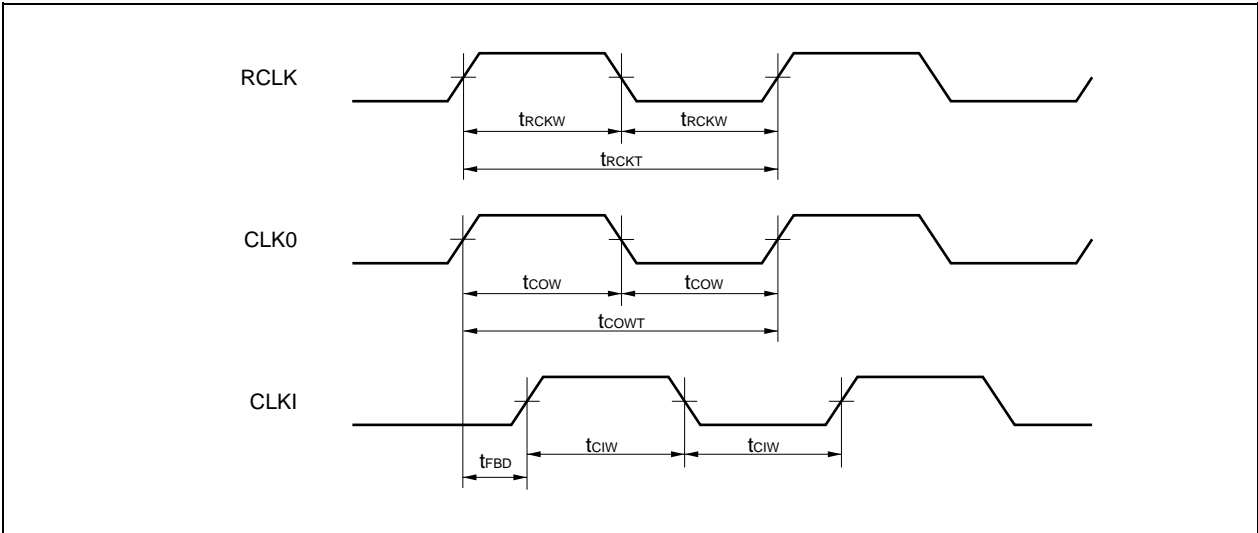 RCLK
tRCKW tRCKW
tRCKT
CLK0
tCOW tCOW
tCOWT
CLKI
tCIW tCIW
tFBD